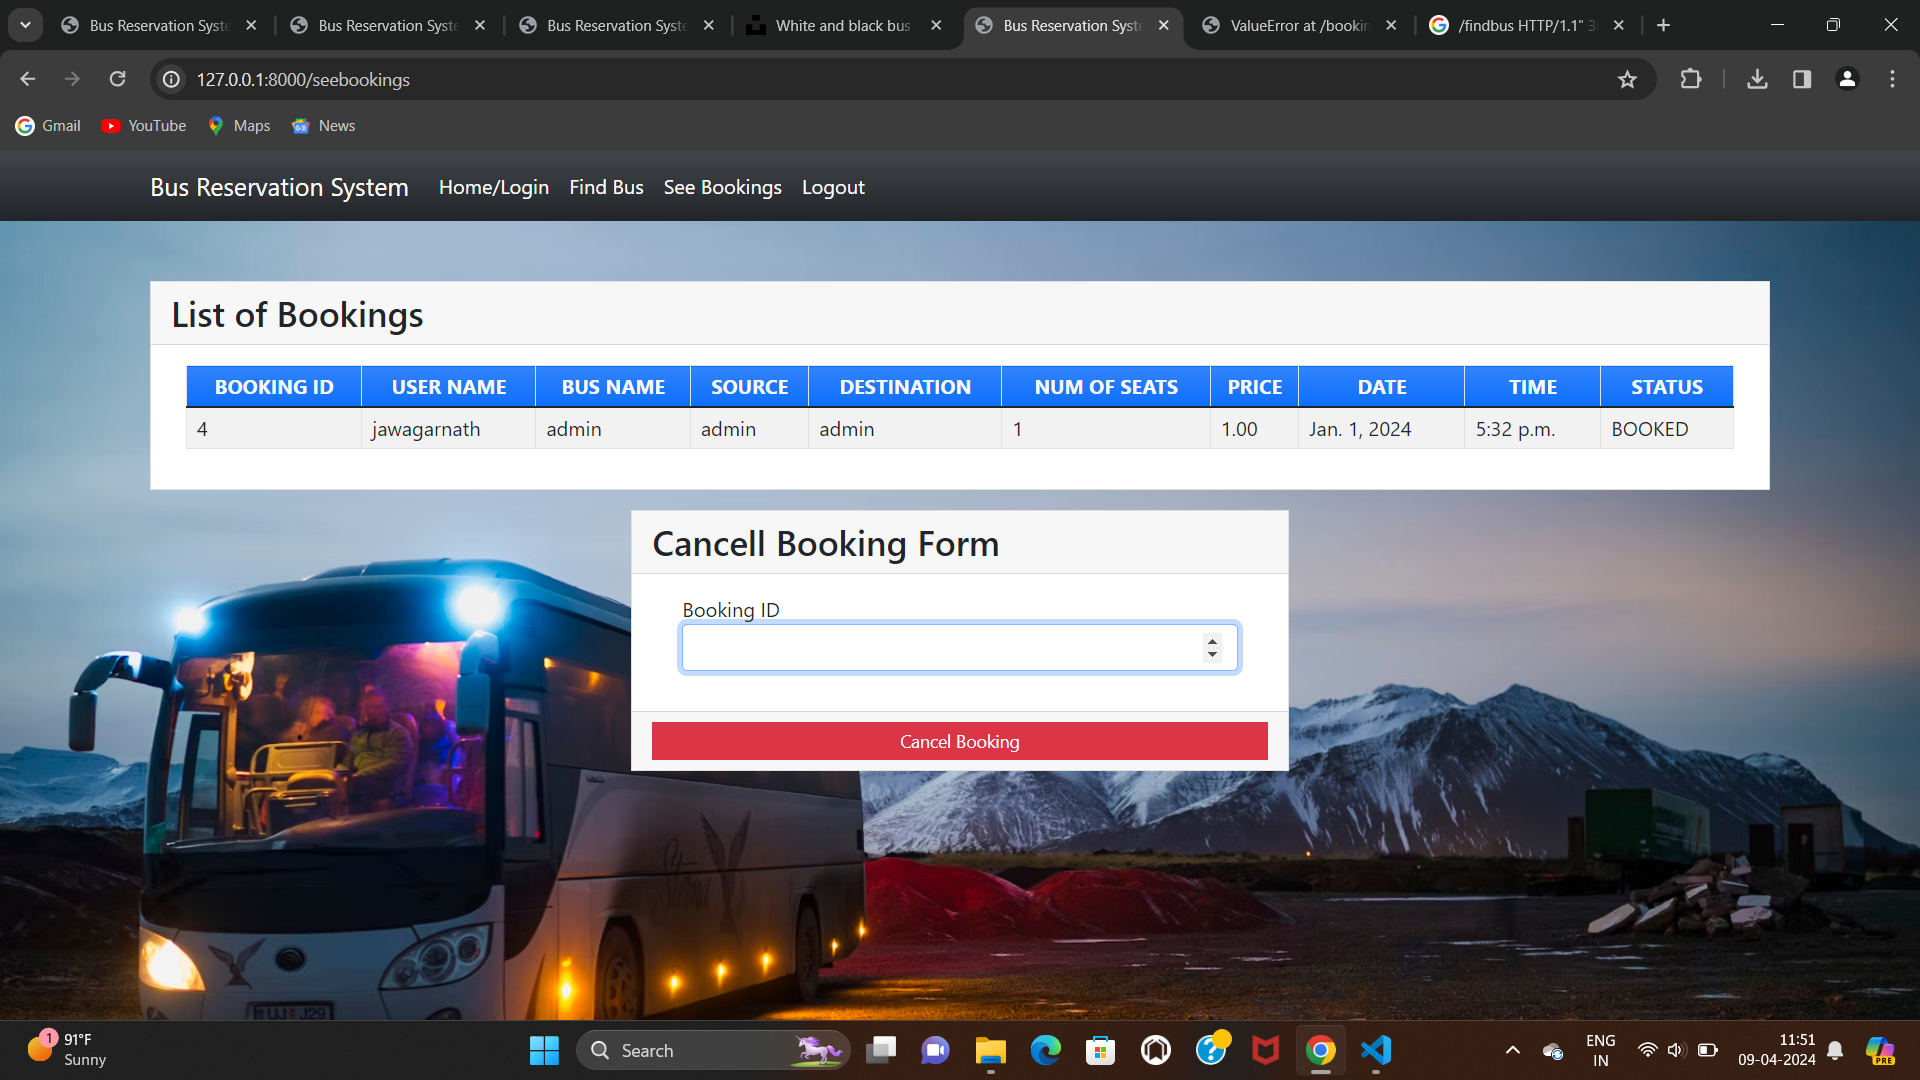 Bus Reservation Syste
Bus Reservation Syste
Bus Reservation Syste
White and black bus
Bus Reservation Syste
ValueError at /bookin
/findbus HTTP/1.1" 3
127.0.0.1:8000/seebookings
Gmail YouTube Maps News
Bus Reservation System Home/Login Find Bus See Bookings Logout
List of Bookings
BOOKING ID USER NAME BUS NAME SOURCE DESTINATION NUM OF SEATS PRICE DATE TIME STATUS
4 jawagarnath admin admin admin 1 1.00 Jan. 1, 2024 5:32 p.m. BOOKED
Cancell Booking Form
Booking ID
Cancel Booking
1
91°F
Sunny
Search
ENG
IN
11:51
09-04-2024
PRE